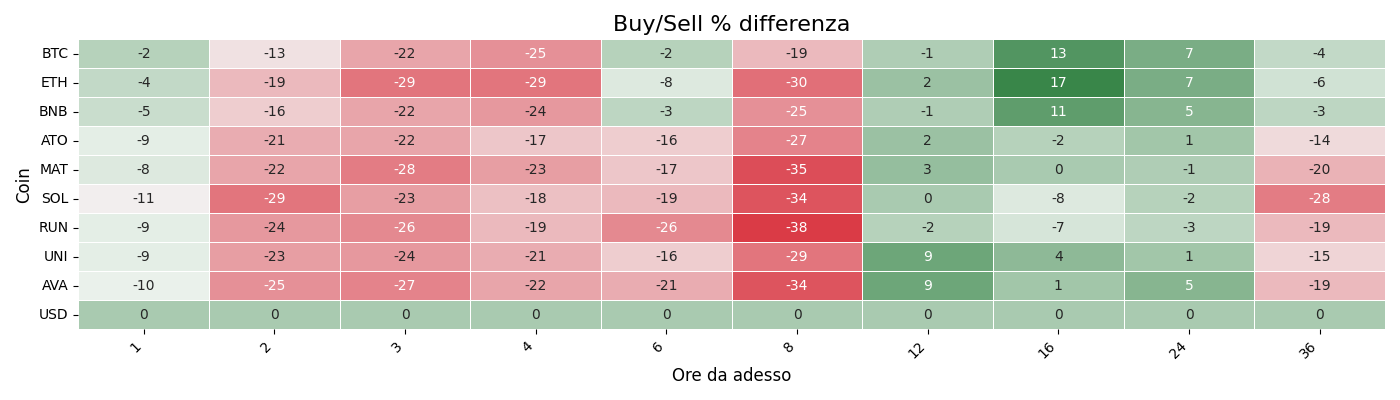 Buy/Sell % differenza
BTC -2 -13 -22 -25 -2 -19 -1 13 7 -4
ETH -4 -19 -29 -29 -8 -30 2 17 7 -6
BNB -5 -16 -22 -24 -3 -25 -1 11 5 -3
ATO -9 -21 -22 -17 -16 -27 2 -2 1 -14
MAT -8 -22 -28 -23 -17 -35 3 0 -1 -20
SOL -11 -29 -23 -18 -19 -34 0 -8 -2 -28
RUN -9 -24 -26 -19 -26 -38 -2 -7 -3 -19
UNI -9 -23 -24 -21 -16 -29 9 4 1 -15
AVA -10 -25 -27 -22 -21 -34 9 1 5 -19
USD 0 0 0 0 0 0 0 0 0 0
Coin
1 2 3 4 6 8 12 16 24 36
Ore da adesso